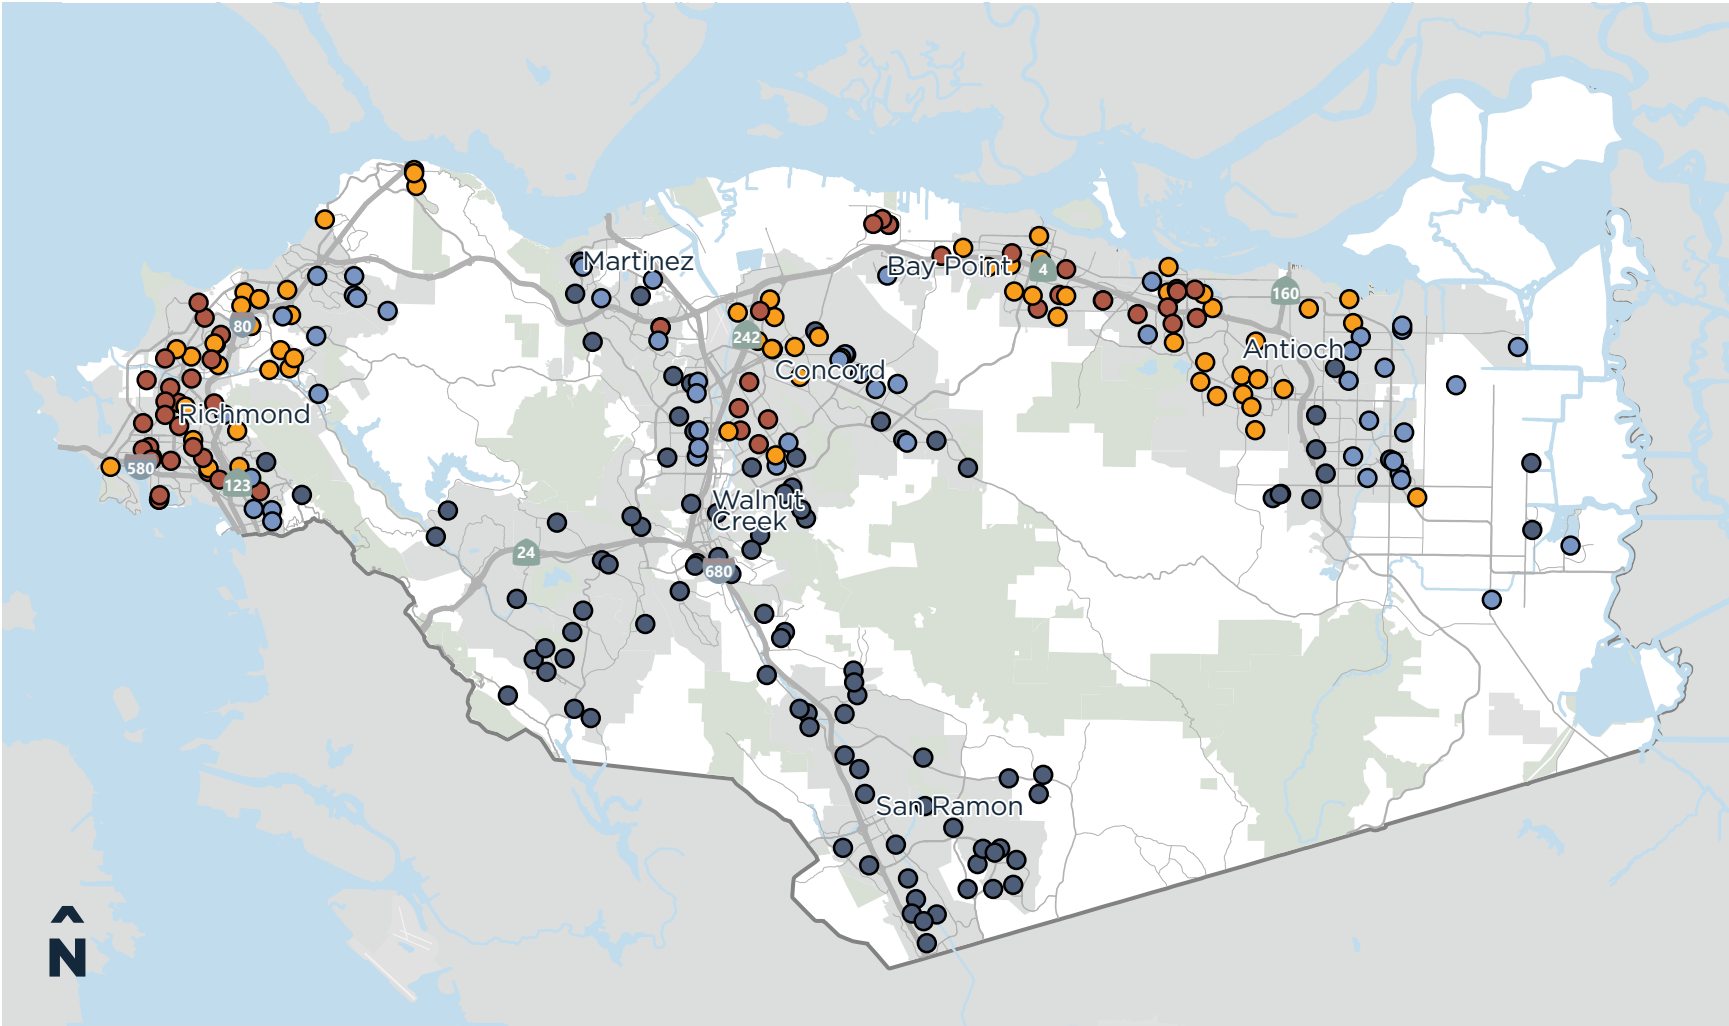 Martinez
Bay Point
4
160
80
242
Antioch
Concord
Richmond
580
123
Walnut
Creek
24
680
San Ramon
N